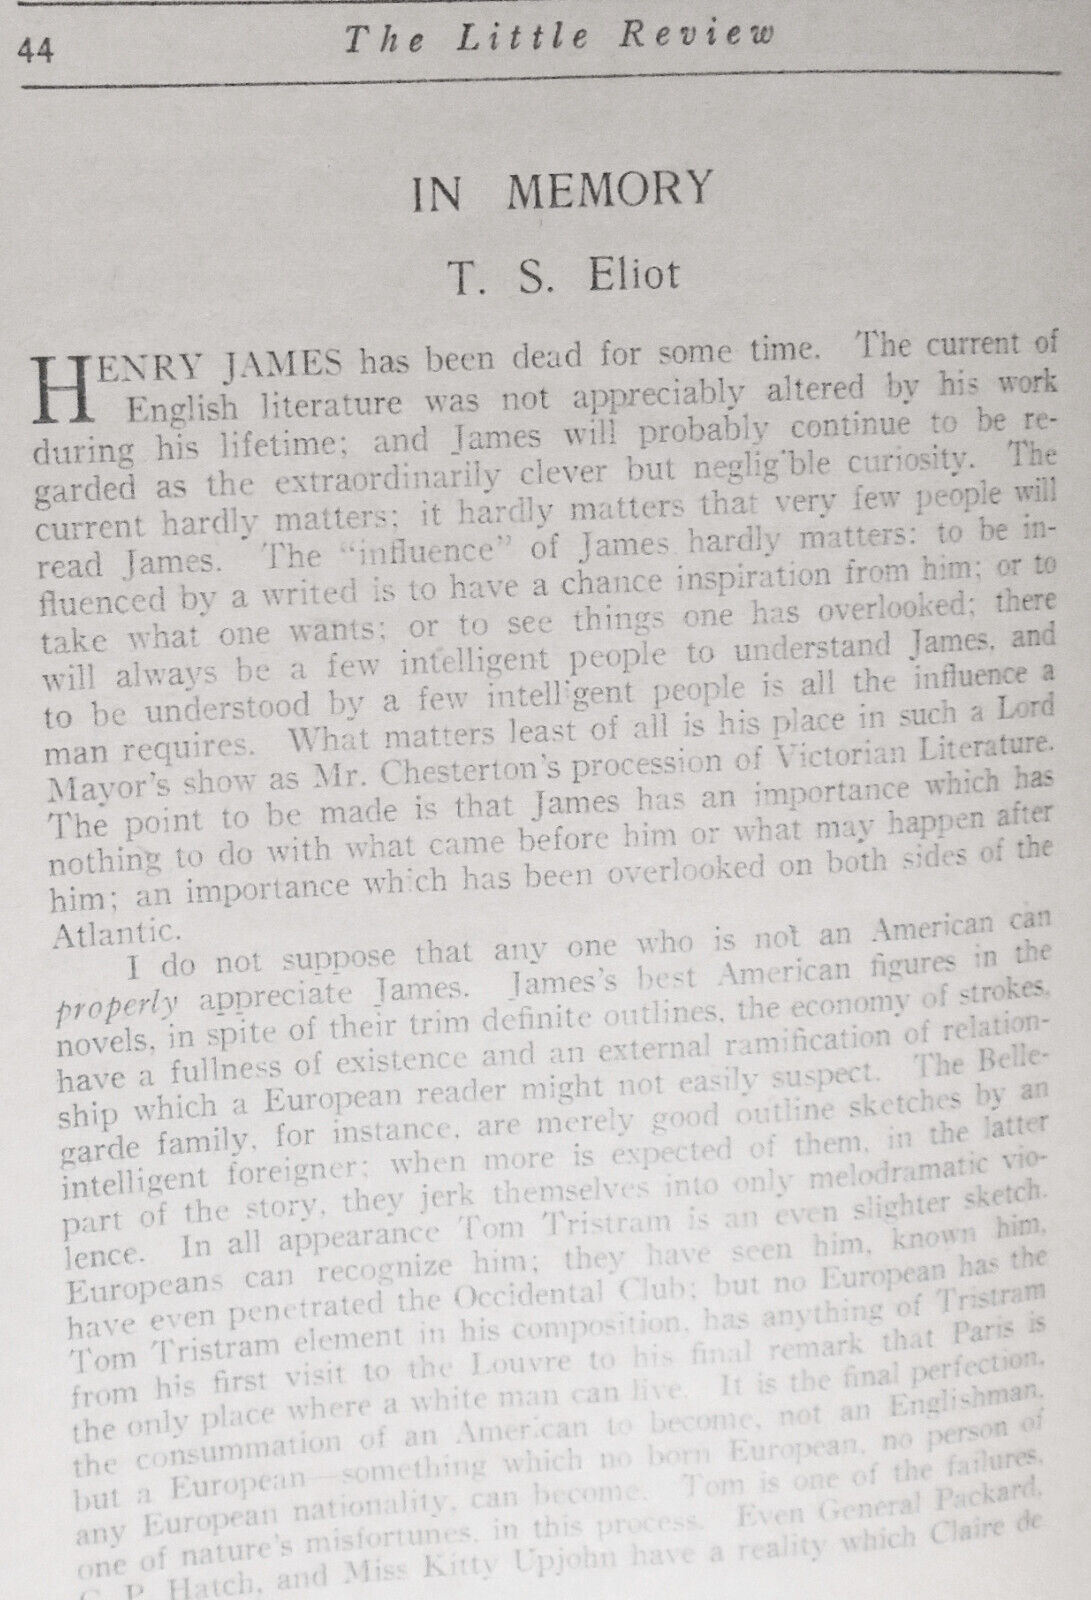 44
The Little Review
IN MEMORY
T. S. Eliot
HENRY JAMES has been dead for some time. The current of
English literature was not appreciably altered by his work
during his lifetime; and James will probably continue to be re-
garded as the extraordinarily clever but neglig'ble curiosity. The
current hardly matters; it hardly matters that very few people will
read James. The "influence" of James hardly matters: to be in-
fluenced by a writed is to have a chance inspiration from him; or to
take what one wants; or to see things one has overlooked; there
will always be a few intelligent people to understand James, and
to be understood by a few intelligent people is all the influence a
man requires. What matters least of all is his place in such a Lord
Mayor's show as Mr. Chesterton's procession of Victorian Literature.
The point to be made is that James has an importance which has
nothing to do with what came before him or what may happen after
him; an importance which has been overlooked on both sides of the
Atlantic.
I do not suppose that any one who is not an American can
properly appreciate James. James's best American figures in the
novels, in spite of their trim definite outlines, the economy of strokes,
have a fullness of existence and an external ramification of relation-
ship which a European reader might not easily suspect. The Belle-
garde family, for instance, are merely good outline sketches by an
intelligent foreigner; when more is expected of them, in the latter
part of the story, they jerk themselves into only melodramatic vio-
lence. In all appearance Tom Tristram is an even slighter sketch.
Europeans can recognize him; they have seen him, known him,
have even penetrated the Occidental Club; but no European has the
Tom Tristram element in his composition, has anything of Tristram
from his first visit to the Louvre to his final remark that Paris is
the only place where a white man can live. It is the final perfection,
the consummation of an American to become, not an Englishman,
but a European—something which no born European, no person of
any European nationality, can become. Tom is one of the failures,
one of nature's misfortunes, in this process. Even General Packard,
C. P. Hatch, and Miss Kitty Upjohn have a reality which Claire de